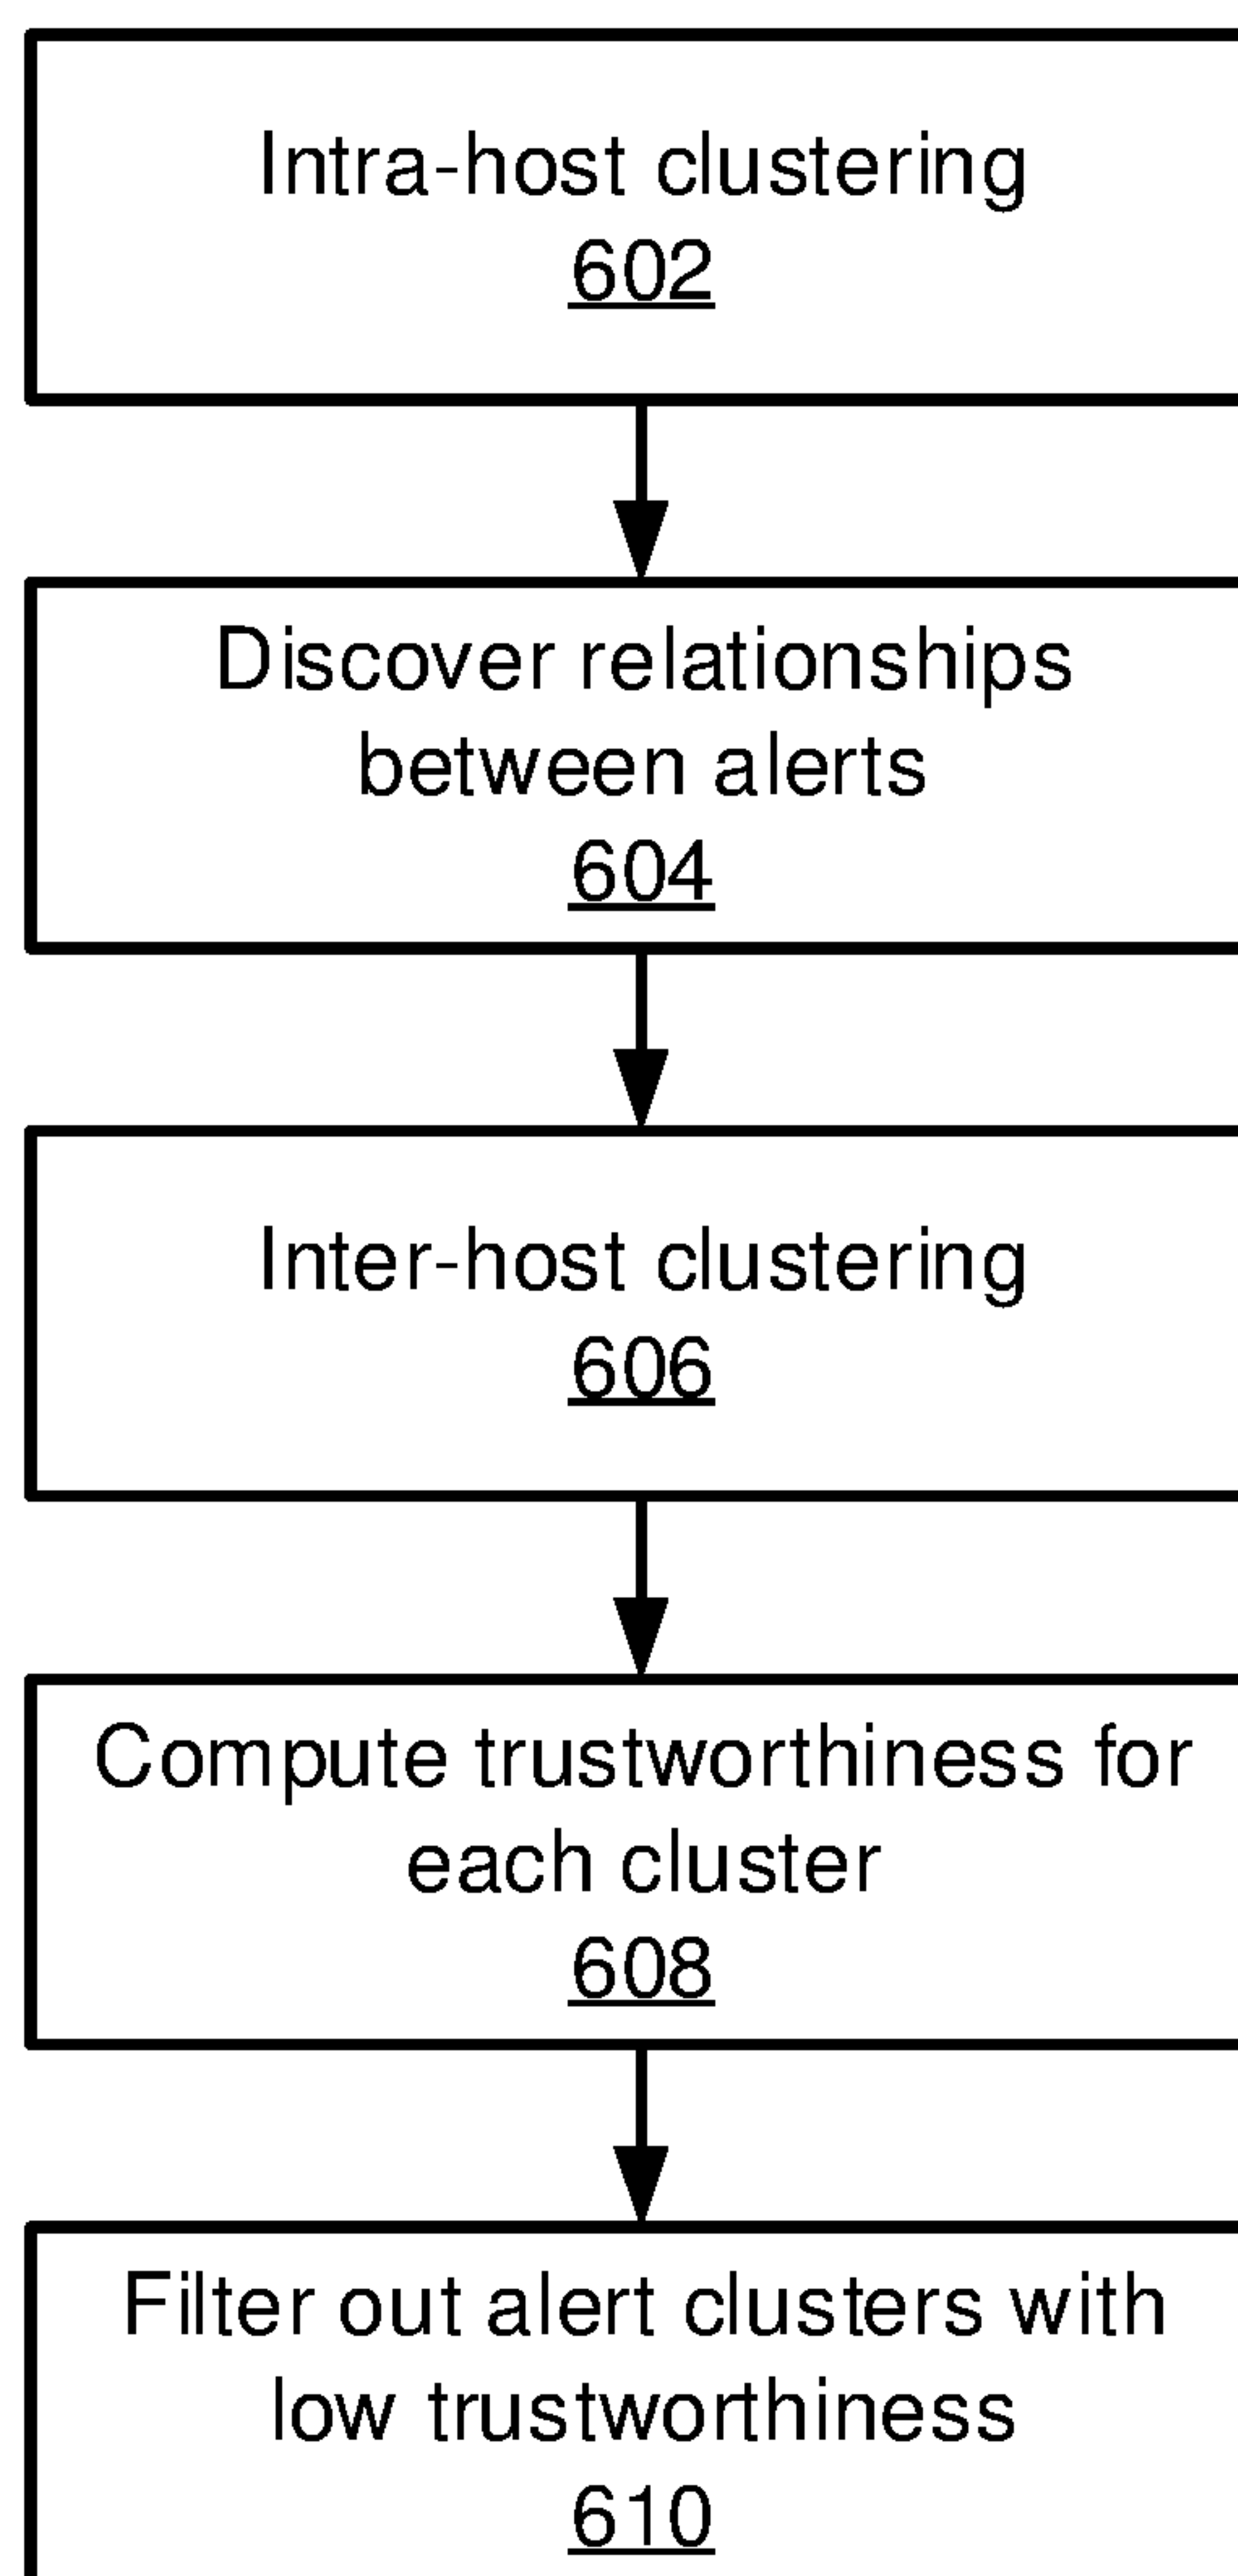 Intra-host clustering
602
Discover relationships
between alerts
604
Inter-host clustering
606
Compute trustworthiness for
each cluster
608
Filter out alert clusters with
low trustworthiness
610